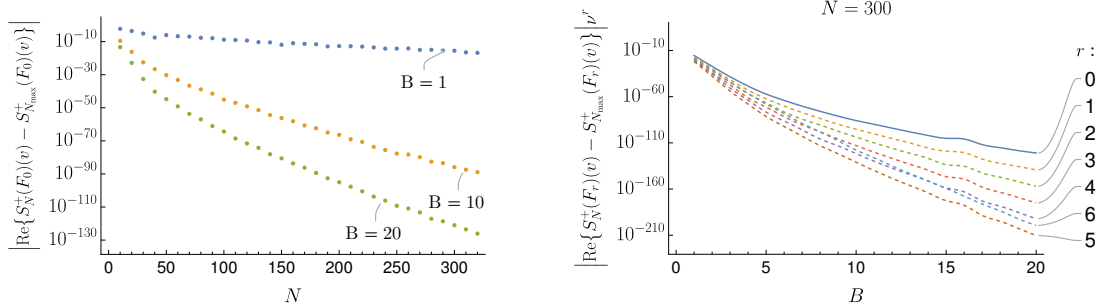 |Re{S⁺_N(F₀)(v) − S⁺_{N_max}(F₀)(v)}|
10⁻¹⁰
10⁻³⁰
10⁻⁵⁰
10⁻⁷⁰
10⁻⁹⁰
10⁻¹¹⁰
10⁻¹³⁰
B = 1
B = 10
B = 20
0 50 100 150 200 250 300
N
N = 300
|Re{S⁺_N(F_r)(v) − S⁺_{N_max}(F_r)(v)}|ν^r
10⁻¹⁰
10⁻⁶⁰
10⁻¹¹⁰
10⁻¹⁶⁰
10⁻²¹⁰
r :
0
1
2
3
4
6
5
0 5 10 15 20
B